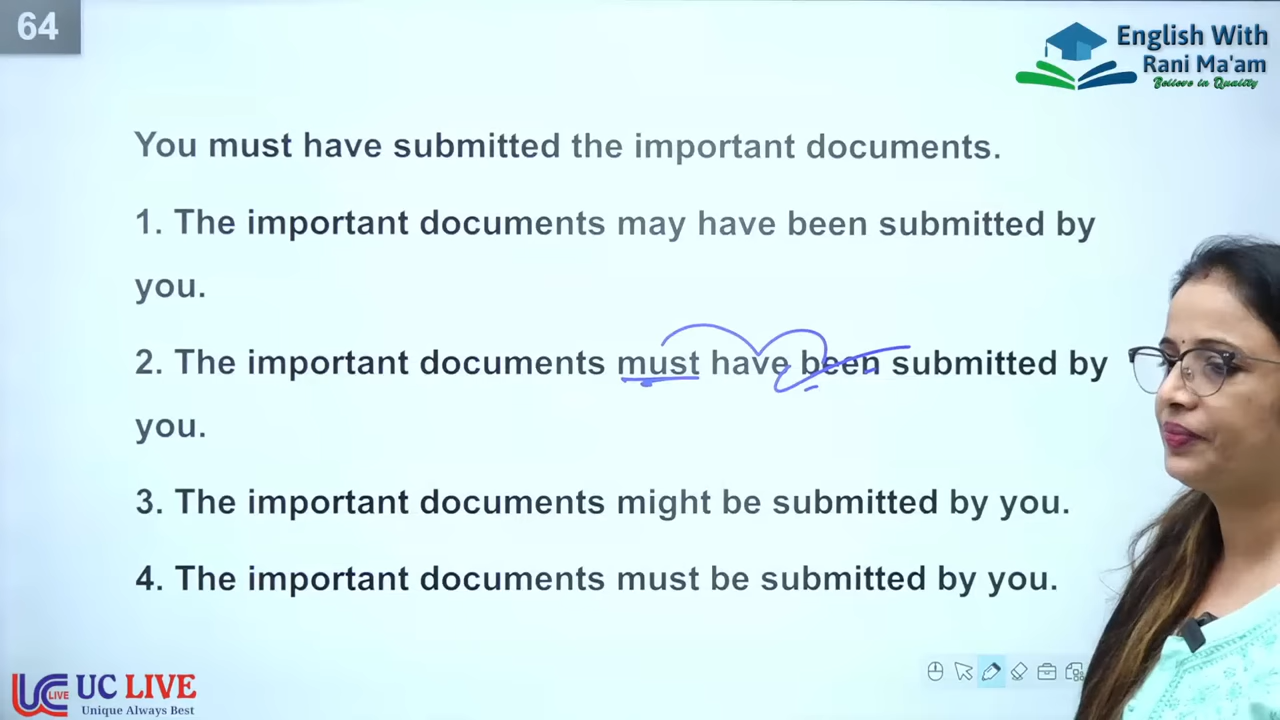 64
English With
Rani Ma'am
Believe in Quality
You must have submitted the important documents.
1. The important documents may have been submitted by
you.
2. The important documents must have been submitted by
you.
3. The important documents might be submitted by you.
4. The important documents must be submitted by you.
UC LIVE
LIVE
Unique Always Best